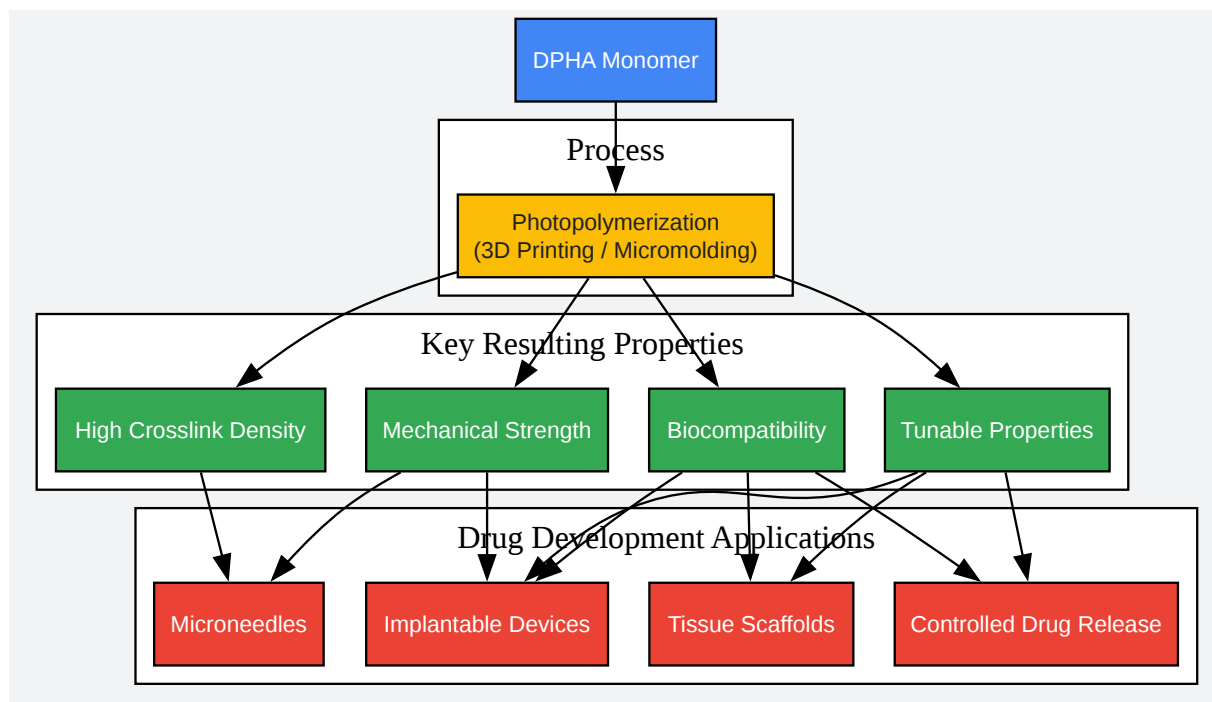 DPHA Monomer
Process
Photopolymerization
(3D Printing / Micromolding)
Key Resulting Properties
High Crosslink Density
Mechanical Strength
Biocompatibility
Tunable Properties
Drug Development Applications
Microneedles
Implantable Devices
Tissue Scaffolds
Controlled Drug Release